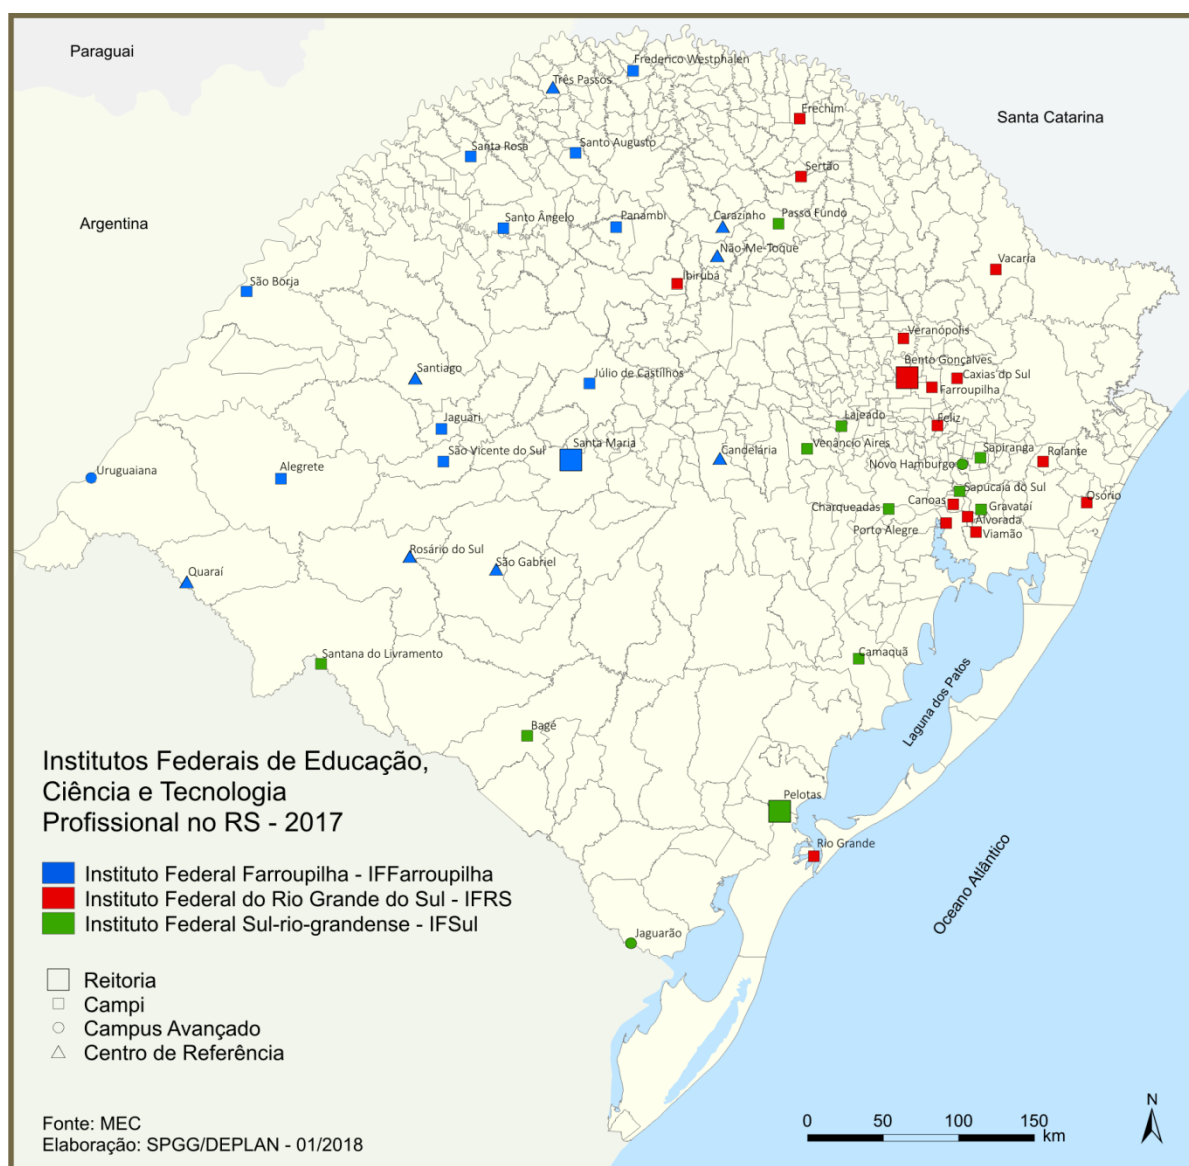 Paraguai
Frederico Westphalen
Três Passos
Erechim
Santa Catarina
Santa Rosa
Santo Augusto
Sertão
Argentina
Santo Ângelo
Panambi
Carazinho
Passo Fundo
Não-Me-Toque
Vacaria
Ibirubá
São Borja
Veranópolis
Bento Gonçalves
Santiago
Júlio de Castilhos
Caxias do Sul
Farroupilha
Jaguari
Lajeado
Feliz
Santa Maria
Venâncio Aires
São Vicente do Sul
Candelária
Sapiranga
Rolante
Uruguaiana
Alegrete
Novo Hamburgo
Sapucaia do Sul
Osório
Canoas
Charqueadas
Gravataí
Alvorada
Porto Alegre
Viamão
Rosário do Sul
São Gabriel
Quaraí
Santana do Livramento
Camaquã
Laguna dos Patos
Bagé
Institutos Federais de Educação,
Ciência e Tecnologia
Profissional no RS - 2017
Pelotas
Rio Grande
Oceano Atlântico
Instituto Federal Farroupilha - IFFarroupilha
Instituto Federal do Rio Grande do Sul - IFRS
Instituto Federal Sul-rio-grandense - IFSul
Jaguarão
Reitoria
Campi
Campus Avançado
Centro de Referência
Fonte: MEC
Elaboração: SPGG/DEPLAN - 01/2018
0 50 100 150
km
N